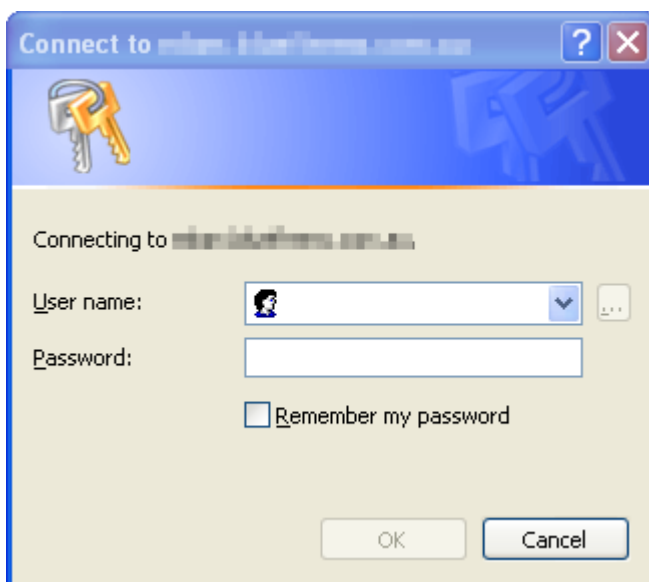 Connect to
Connecting to
User name:
...
Password:
Remember my password
OK
Cancel